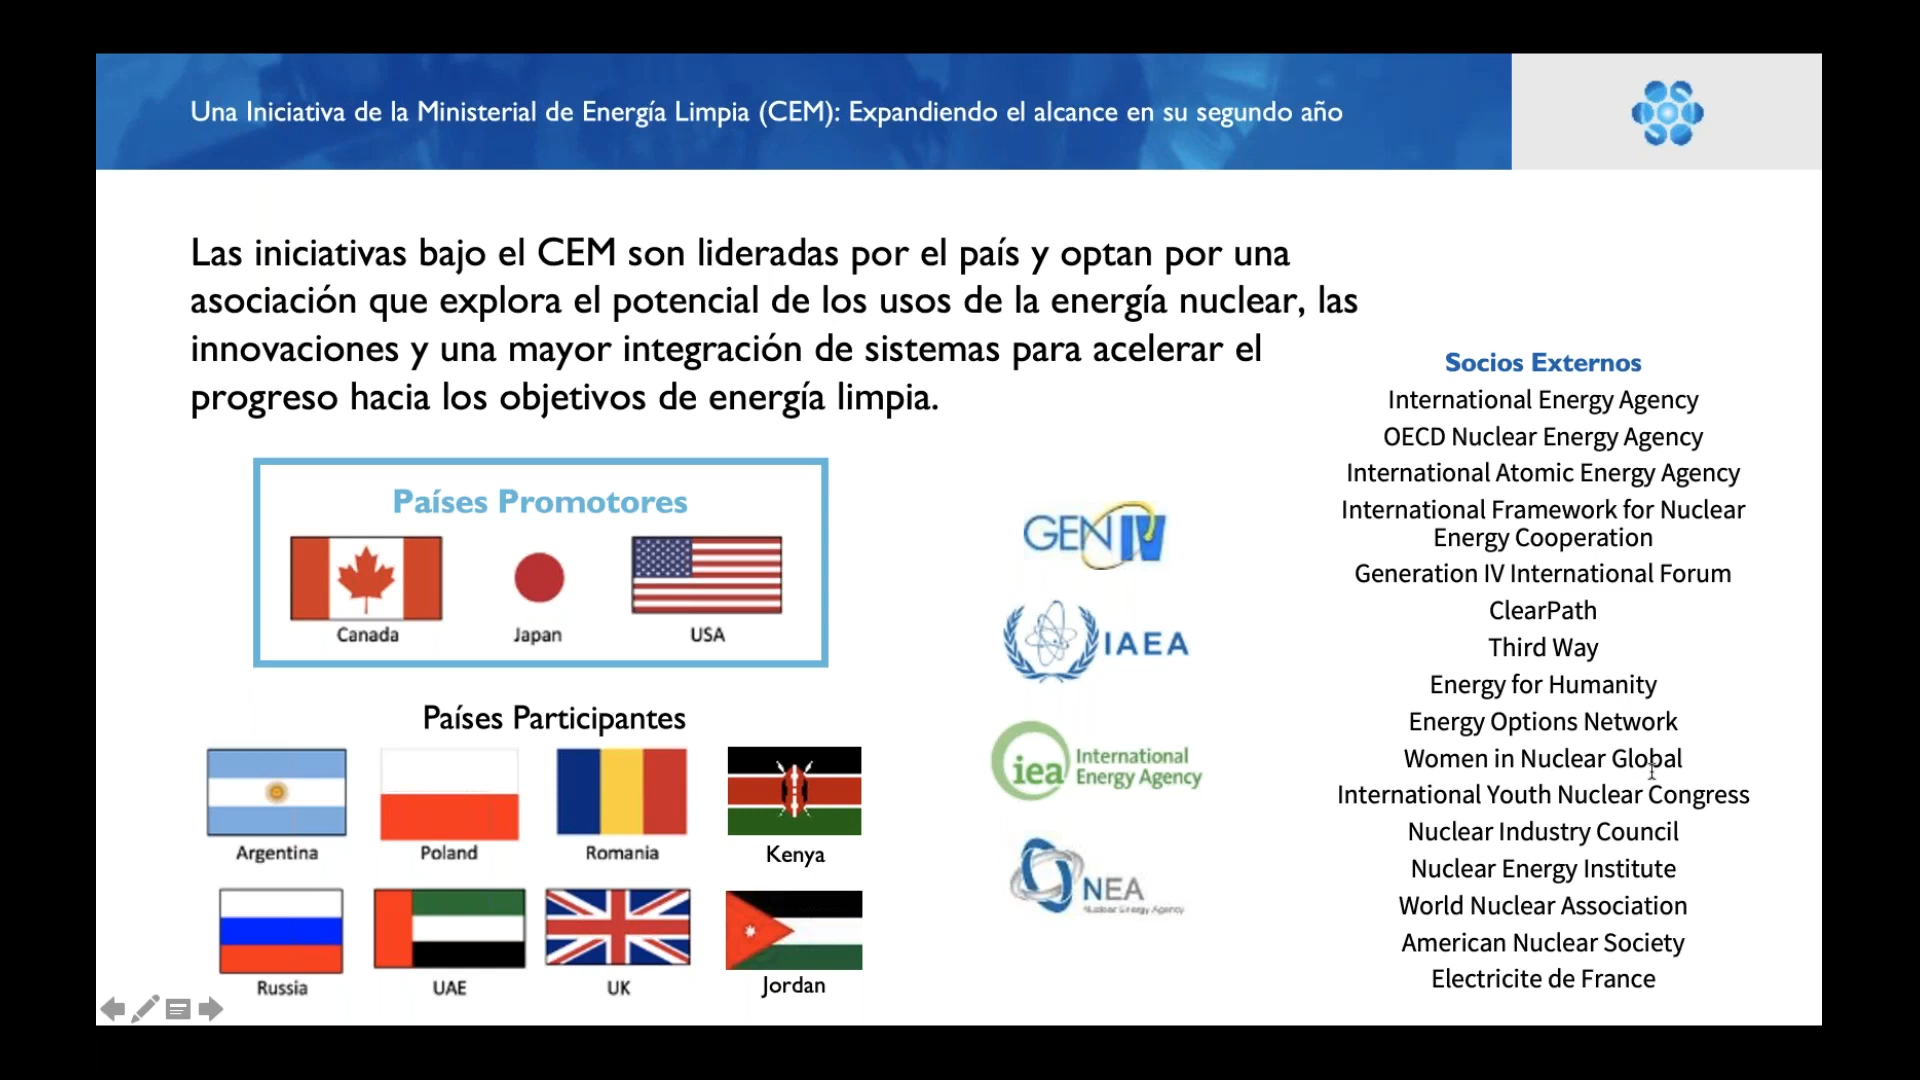 Una Iniciativa de la Ministerial de Energía Limpia (CEM): Expandiendo el alcance en su segundo año
Las iniciativas bajo el CEM son lideradas por el país y optan por una
asociación que explora el potencial de los usos de la energía nuclear, las
innovaciones y una mayor integración de sistemas para acelerar el
progreso hacia los objetivos de energía limpia.
Países Promotores
Canada
Japan
USA
Países Participantes
Argentina
Poland
Romania
Kenya
Russia
UAE
UK
Jordan
GEN IV
IAEA
iea International
Energy Agency
NEA
Nuclear Energy Agency
Socios Externos
International Energy Agency
OECD Nuclear Energy Agency
International Atomic Energy Agency
International Framework for Nuclear
Energy Cooperation
Generation IV International Forum
ClearPath
Third Way
Energy for Humanity
Energy Options Network
Women in Nuclear Global
International Youth Nuclear Congress
Nuclear Industry Council
Nuclear Energy Institute
World Nuclear Association
American Nuclear Society
Electricite de France